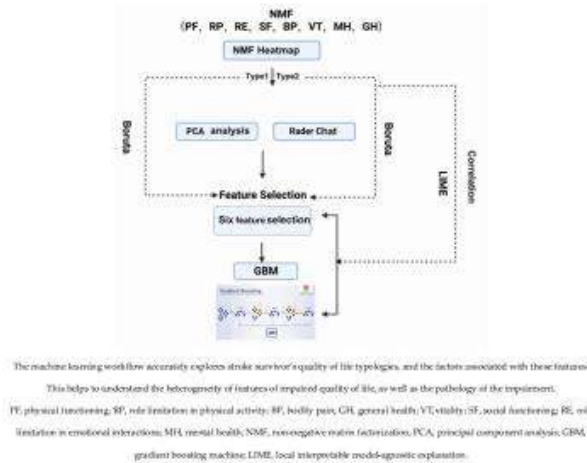 NMF
(PF, RP, RE, SF, BP, VT, MH, GH)
NMF Heatmap
Type1 Type2
Boruta
PCA analysis
Rader Chat
Boruta
LIME
Correlation
Feature Selection
Six feature selection
GBM
The machine learning workflow accurately explores stroke survivor's quality of life typologies, and the factors associated with these features
This helps to understand the heterogeneity of features of impaired quality of life, as well as the pathology of the impairment.
PF, physical functioning; RP, role limitation in physical activity; BP, bodily pain, GH, general health; VT, vitality; SF, social functioning; RE, rol
limitation in emotional interactions; MH, mental health; NMF, non-negative matrix factorization, PCA, principal component analysis; GBM,
gradient boosting machine; LIME, local interpretable model-agnostic explanation.